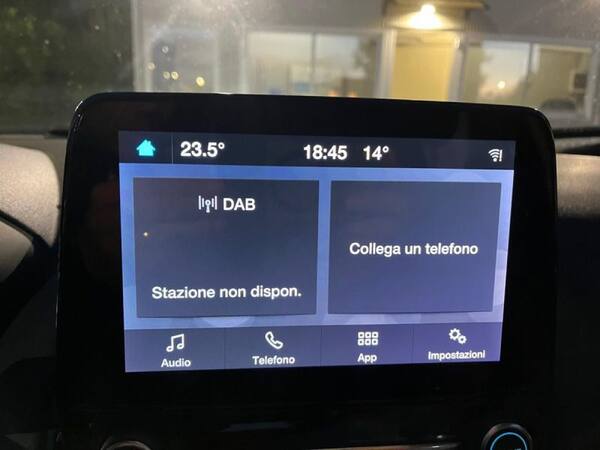 23.5° 18:45 14°
DAB
Stazione non dispon.
Collega un telefono
Audio Telefono App Impostazioni